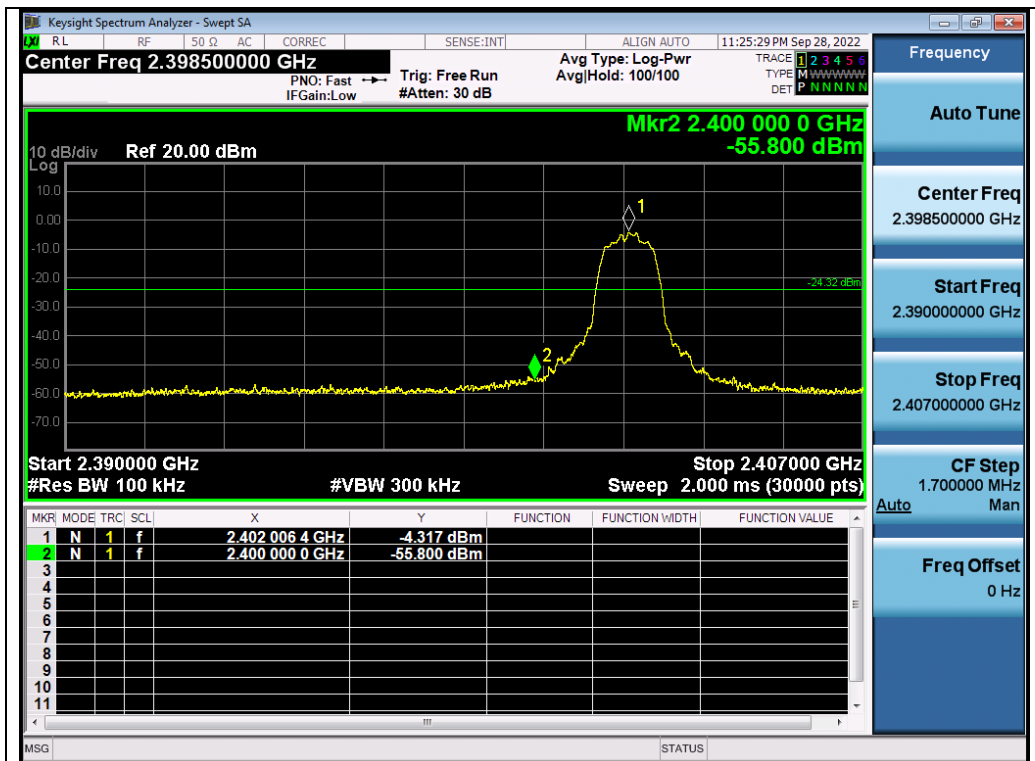 Keysight Spectrum Analyzer - Swept SA
LXI RL RF 50 Ω AC CORREC SENSE:INT ALIGN AUTO 11:25:29 PM Sep 28, 2022
Center Freq 2.398500000 GHz
PNO: Fast
IFGain:Low
Trig: Free Run
#Atten: 30 dB
Avg Type: Log-Pwr
Avg|Hold: 100/100
TRACE 1 2 3 4 5 6
TYPE M WWWWW
DET P N N N N N
Mkr2 2.400 000 0 GHz
-55.800 dBm
10 dB/div Ref 20.00 dBm
Log
10.0
0.00
-10.0
-20.0
-30.0
-40.0
-50.0
-60.0
-70.0
1
-24.32 dBm
2
Start 2.390000 GHz Stop 2.407000 GHz
#Res BW 100 kHz #VBW 300 kHz Sweep 2.000 ms (30000 pts)
MKR MODE TRC SCL X Y FUNCTION FUNCTION WIDTH FUNCTION VALUE
1 N 1 f 2.402 006 4 GHz -4.317 dBm
2 N 1 f 2.400 000 0 GHz -55.800 dBm
3
4
5
6
7
8
9
10
11
MSG STATUS
Frequency
Auto Tune
Center Freq
2.398500000 GHz
Start Freq
2.390000000 GHz
Stop Freq
2.407000000 GHz
CF Step
1.700000 MHz
Auto Man
Freq Offset
0 Hz